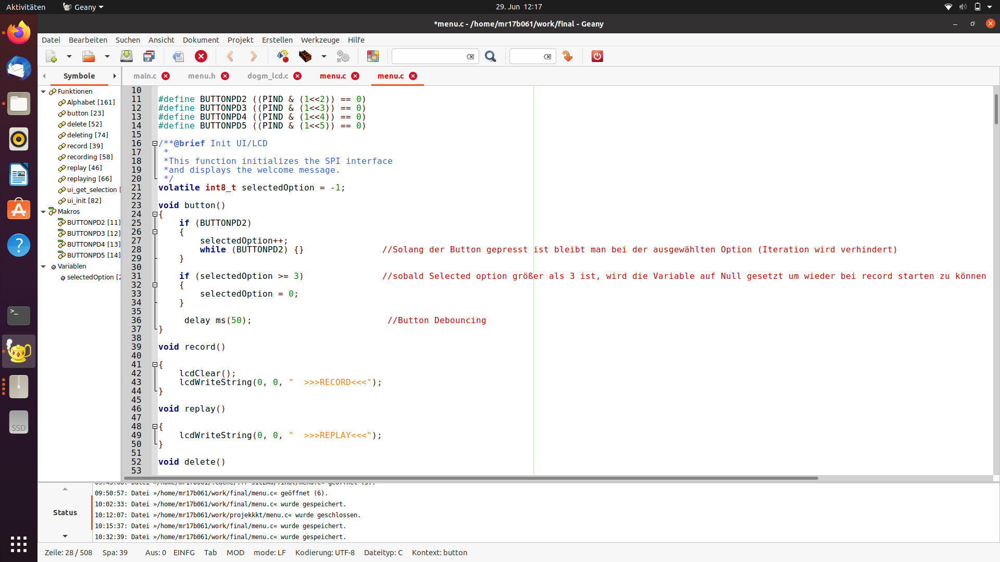 Aktivitäten
Geany
29. Jun 12:17
*menu.c - /home/mr17b061/work/final - Geany
Datei Bearbeiten Suchen Ansicht Dokument Projekt Erstellen Werkzeuge Hilfe
Symbole
main.c menu.h dogm_lcd.c menu.c menu.c
Funktionen
Alphabet [161]
button [23]
delete [52]
deleting [74]
record [39]
recording [58]
replay [46]
replaying [66]
ui_get_selection [
ui_init [82]
Makros
BUTTONPD2 [11]
BUTTONPD3 [12]
BUTTONPD4 [13]
BUTTONPD5 [14]
Variablen
selectedOption [2
10
11 #define BUTTONPD2 ((PIND & (1<<2)) == 0)
12 #define BUTTONPD3 ((PIND & (1<<3)) == 0)
13 #define BUTTONPD4 ((PIND & (1<<4)) == 0)
14 #define BUTTONPD5 ((PIND & (1<<5)) == 0)
15
16 /**@brief Init UI/LCD
17 *
18 *This function initializes the SPI interface
19 *and displays the welcome message.
20 */
21 volatile int8_t selectedOption = -1;
22
23 void button()
24 {
25 if (BUTTONPD2)
26 {
27 selectedOption++;
28 while (BUTTONPD2) {} //Solang der Button gepresst ist bleibt man bei der ausgewählten Option (Iteration wird verhindert)
29 }
30
31 if (selectedOption >= 3) //sobald Selected option größer als 3 ist, wird die Variable auf Null gesetzt um wieder bei record starten zu können
32 {
33 selectedOption = 0;
34 }
35
36 delay ms(50); //Button Debouncing
37 }
38
39 void record()
40
41 {
42 lcdClear();
43 lcdWriteString(0, 0, "  >>>RECORD<<<");
44 }
45
46 void replay()
47
48 {
49 lcdWriteString(0, 0, "  >>>REPLAY<<<");
50 }
51
52 void delete()
53
Status
09:50:57: Datei »/home/mr17b061/work/final/menu.c« geöffnet (6).
10:02:33: Datei »/home/mr17b061/work/final/menu.c« wurde gespeichert.
10:12:07: Datei »/home/mr17b061/work/projekkkt/menu.c« wurde geschlossen.
10:15:37: Datei »/home/mr17b061/work/final/menu.c« wurde gespeichert.
10:32:39: Datei »/home/mr17b061/work/final/menu.c« wurde gespeichert.
SSD
Zeile: 28 / 508 Spa: 39 Aus: 0 EINFG Tab MOD mode: LF Kodierung: UTF-8 Dateityp: C Kontext: button